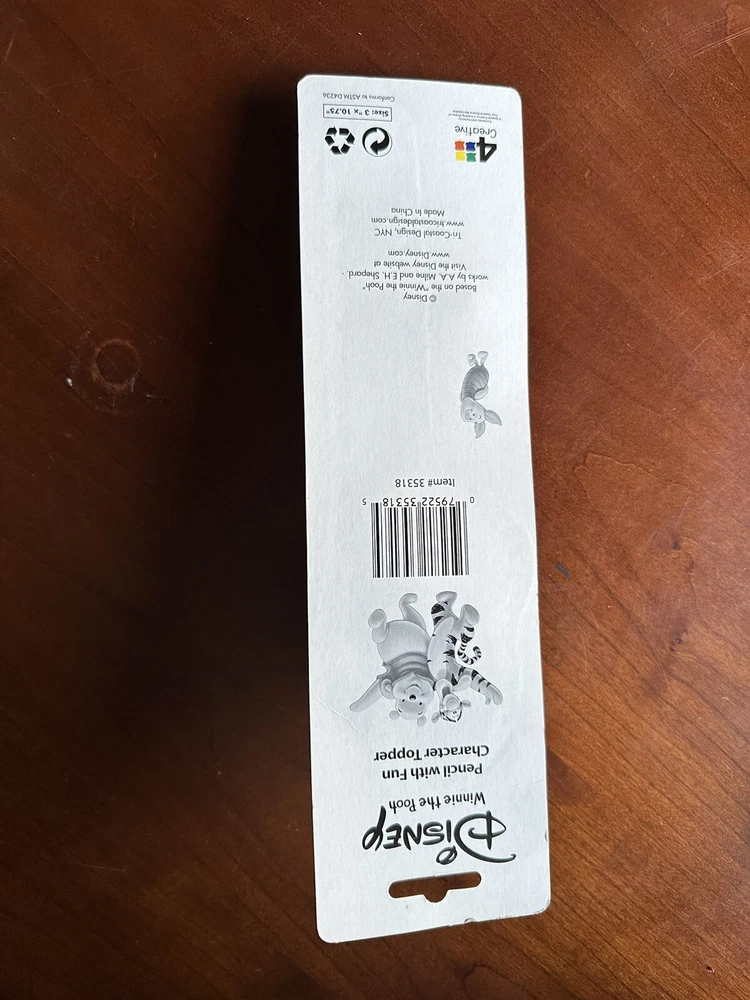 Disney
Winnie the Pooh
Pencil with Fun
Character Topper
0 79522 35318 5
Item# 35318
© Disney
Based on the "Winnie the Pooh"
works by A.A. Milne and E.H. Shepard.
Visit the Disney website at
www.Disney.com
Tri-Coastal Design, NYC
www.tricoastaldesign.com
Made In China
4
Creative
Size: 3 "x 10.75"
Conforms to ASTM D4236